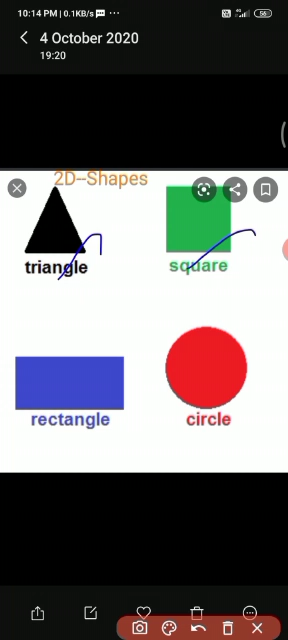 10:14 PM | 0.1KB/s ...
4 October 2020
19:20
2D--Shapes
triangle
square
rectangle
circle